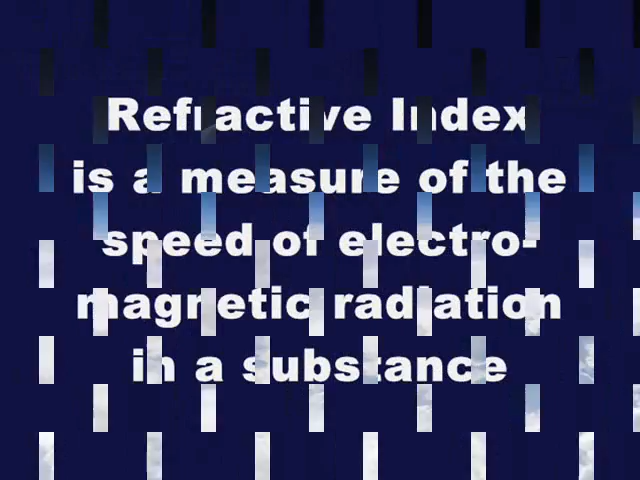 Refractive Index
is a measure of the
speed of electro-
magnetic radiation
in a substance